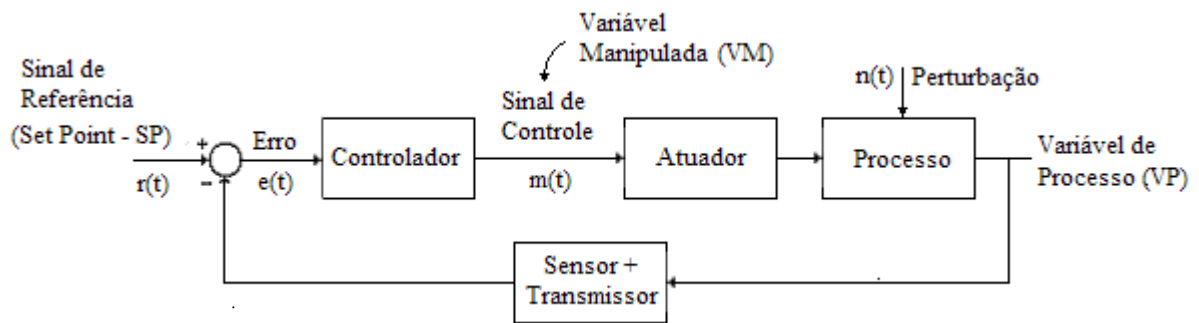 Variável
Manipulada (VM)
Sinal de
Referência
(Set Point - SP)
+
-
r(t)
Erro
e(t)
Controlador
Sinal de
Controle
m(t)
Atuador
n(t)
Perturbação
Processo
Variável de
Processo (VP)
Sensor +
Transmissor